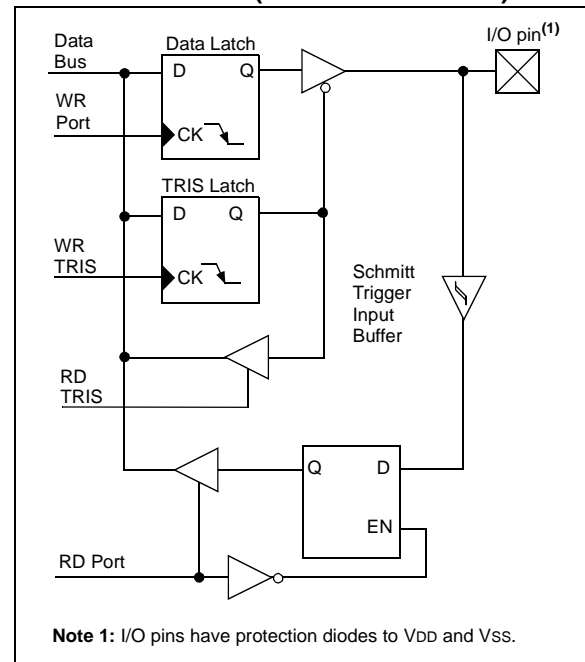 Data
Bus
Data Latch
I/O pin(1)
D
Q
WR
Port
CK
TRIS Latch
D
Q
WR
TRIS
CK
Schmitt
Trigger
Input
Buffer
RD
TRIS
Q
D
EN
RD Port
Note 1: I/O pins have protection diodes to VDD and VSS.